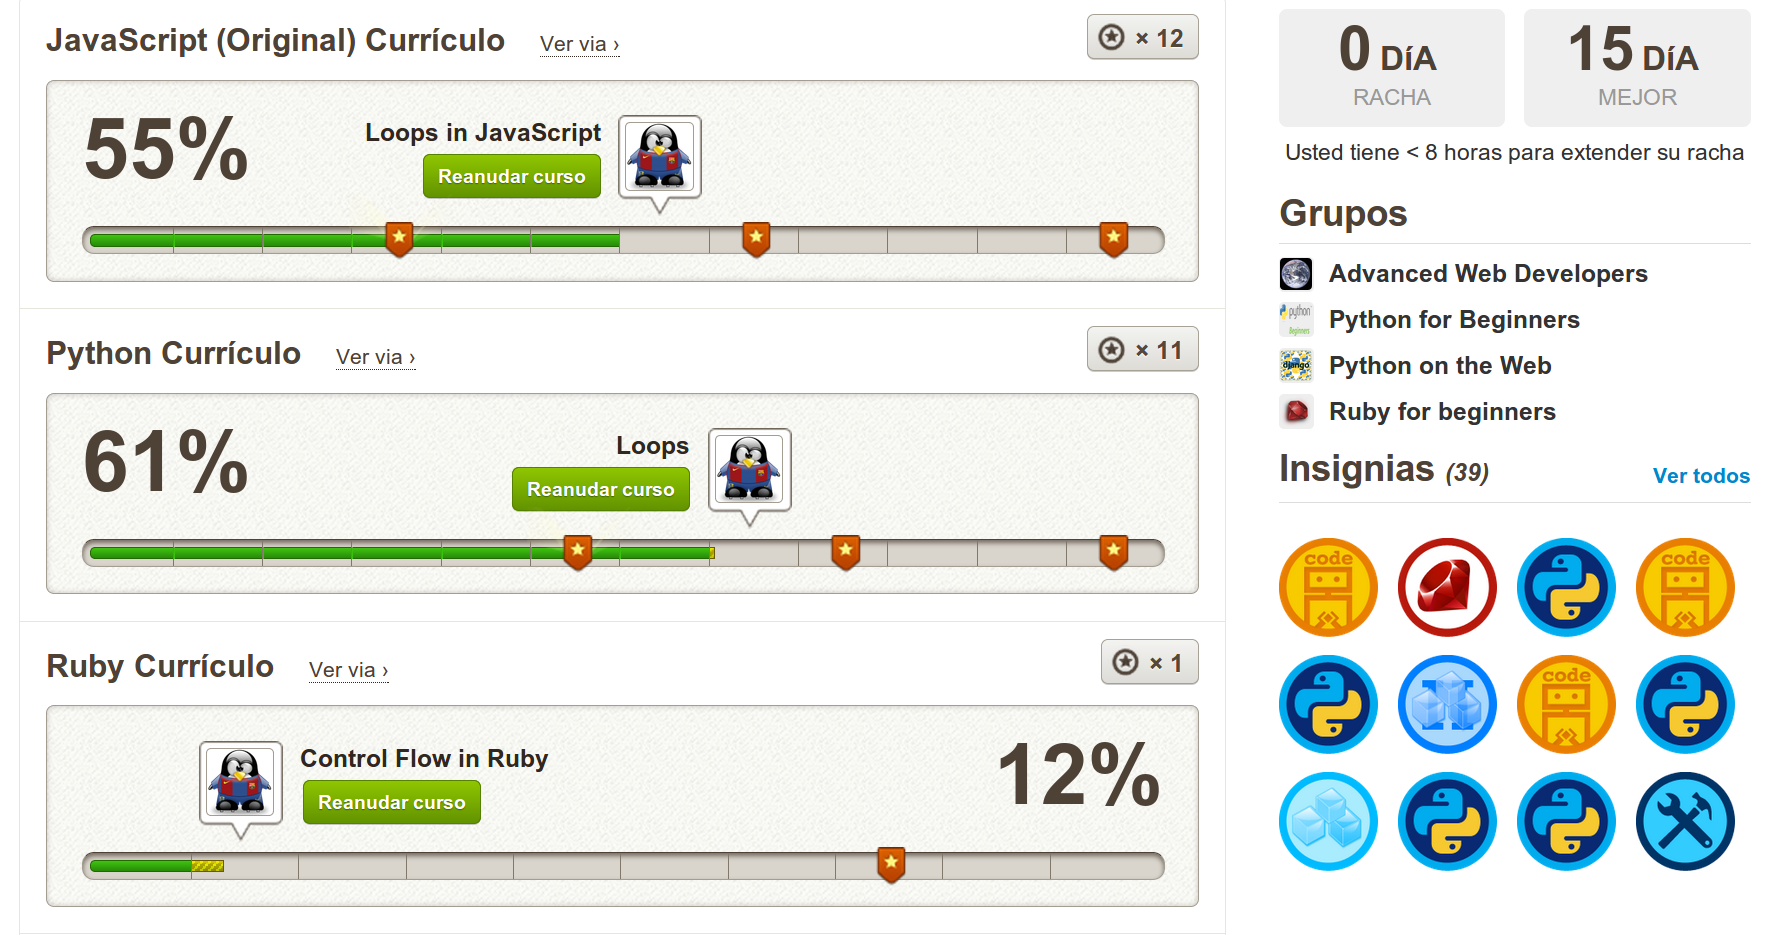 JavaScript (Original) Currículo Ver via ›
× 12
55%
Loops in JavaScript
Reanudar curso
Python Currículo Ver via ›
× 11
61%
Loops
Reanudar curso
Ruby Currículo Ver via ›
× 1
Control Flow in Ruby
Reanudar curso
12%
0 DíA
RACHA
15 DíA
MEJOR
Usted tiene < 8 horas para extender su racha
Grupos
Advanced Web Developers
python
Beginners
Python for Beginners
django
Python on the Web
Ruby for beginners
Insignias (39) Ver todos
code
code
code